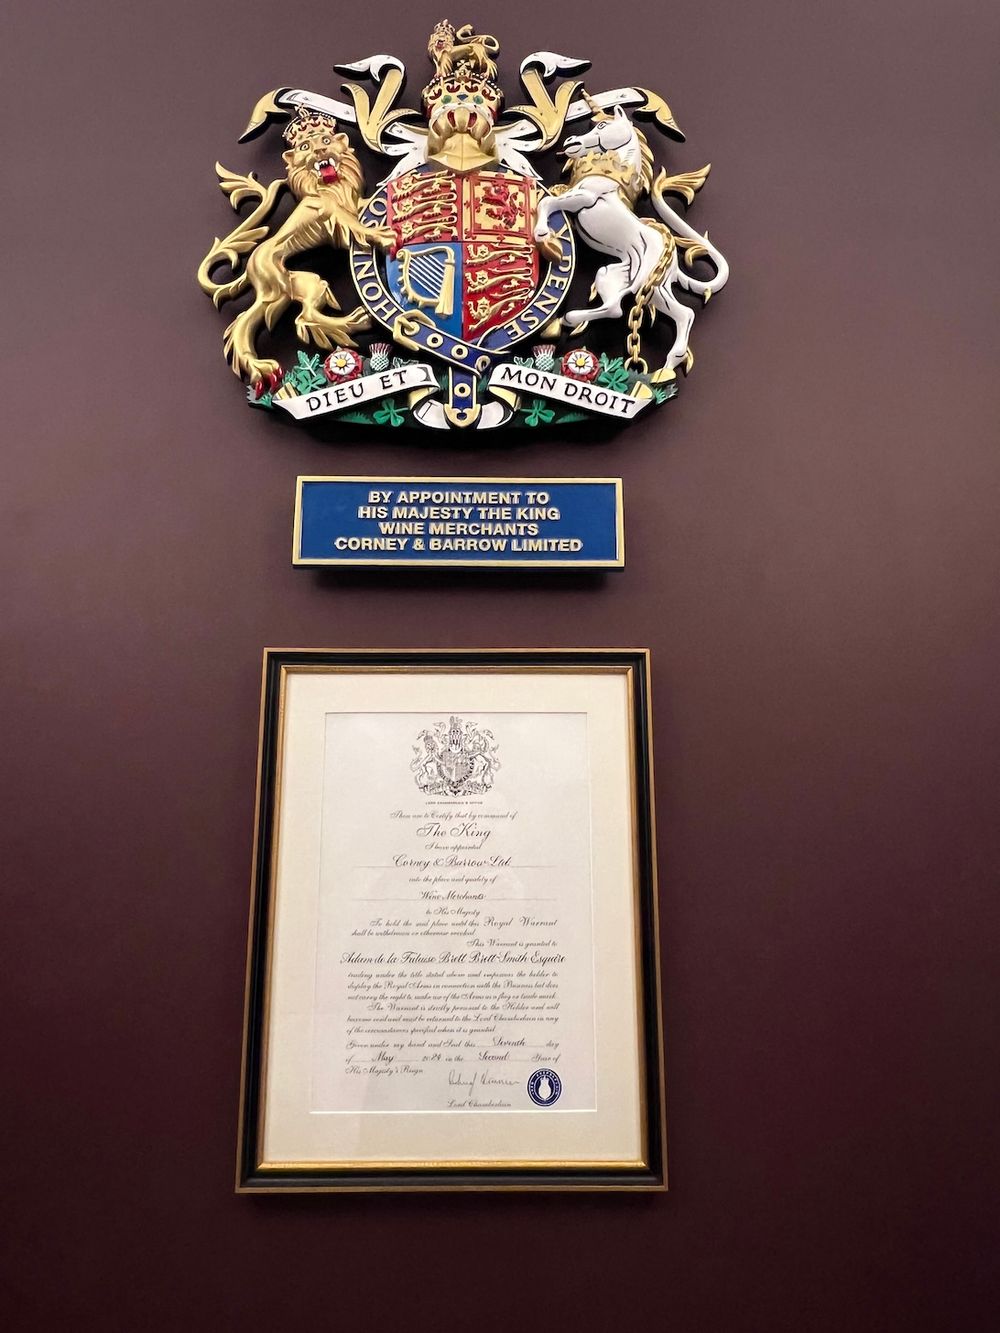 HONI SOIT
Y PENSE
DIEU ET
MON DROIT
BY APPOINTMENT TO
HIS MAJESTY THE KING
WINE MERCHANTS
CORNEY & BARROW LIMITED
LORD CHAMBERLAIN'S OFFICE
These are to Certify that by command of
The King
I have appointed
Corney & Barrow Ltd
into the place and quality of
Wine Merchants
to His Majesty
To hold the said place until this Royal Warrant
shall be withdrawn or otherwise revoked.
This Warrant is granted to
Adam de la Falaise Brett Brett-Smith Esquire
trading under the title stated above and empowers the holder to
display the Royal Arms in connection with the Business but does
not carry the right to make use of the Arms as a flag or trade mark.
The Warrant is strictly personal to the Holder and will
become void and must be returned to the Lord Chamberlain in any
of the circumstances specified when it is granted.
Given under my hand and Seal this Seventh day
of May 2024 in the Second Year of
His Majesty's Reign.
Lord Chamberlain